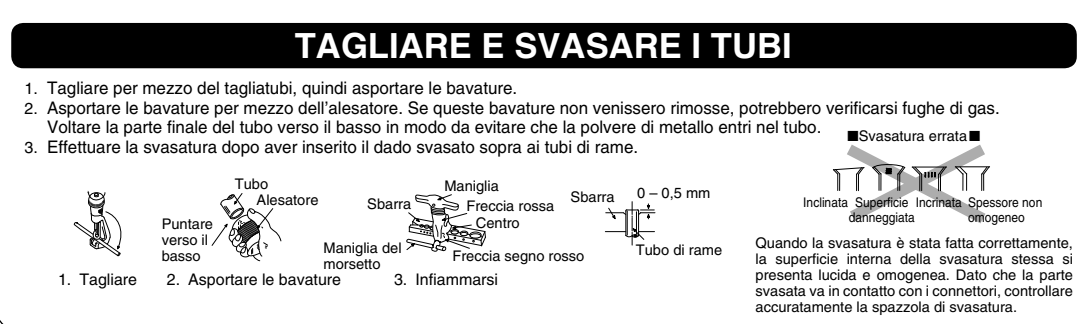 TAGLIARE E SVASARE I TUBI
1. Tagliare per mezzo del tagliatubi, quindi asportare le bavature.
2. Asportare le bavature per mezzo dell'alesatore. Se queste bavature non venissero rimosse, potrebbero verificarsi fughe di gas.
Voltare la parte finale del tubo verso il basso in modo da evitare che la polvere di metallo entri nel tubo.
3. Effettuare la svasatura dopo aver inserito il dado svasato sopra ai tubi di rame.
Puntare
verso il
basso
Tubo
Alesatore
Sbarra
Maniglia
Freccia rossa
Centro
Maniglia del
morsetto
Freccia segno rosso
Sbarra
0 – 0,5 mm
Tubo di rame
1. Tagliare
2. Asportare le bavature
3. Infiammarsi
■Svasatura errata■
Inclinata
Superficie
danneggiata
Incrinata
Spessore non
omogeneo
Quando la svasatura è stata fatta correttamente,
la superficie interna della svasatura stessa si
presenta lucida e omogenea. Dato che la parte
svasata va in contatto con i connettori, controllare
accuratamente la spazzola di svasatura.